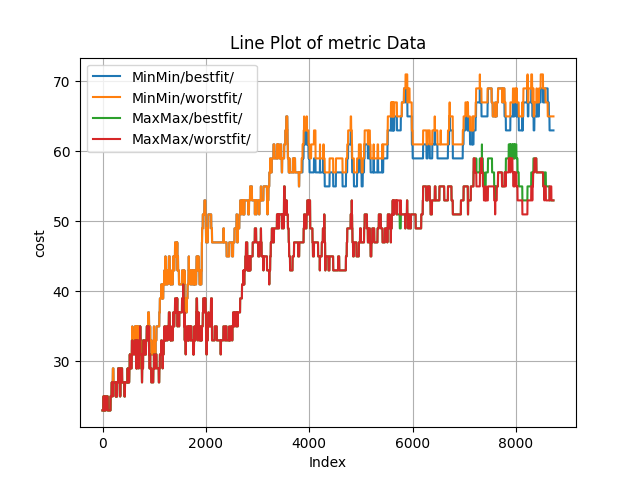 Line Plot of metric Data
MinMin/bestfit/
MinMin/worstfit/
MaxMax/bestfit/
MaxMax/worstfit/
70
60
50
40
30
cost
0 2000 4000 6000 8000
Index